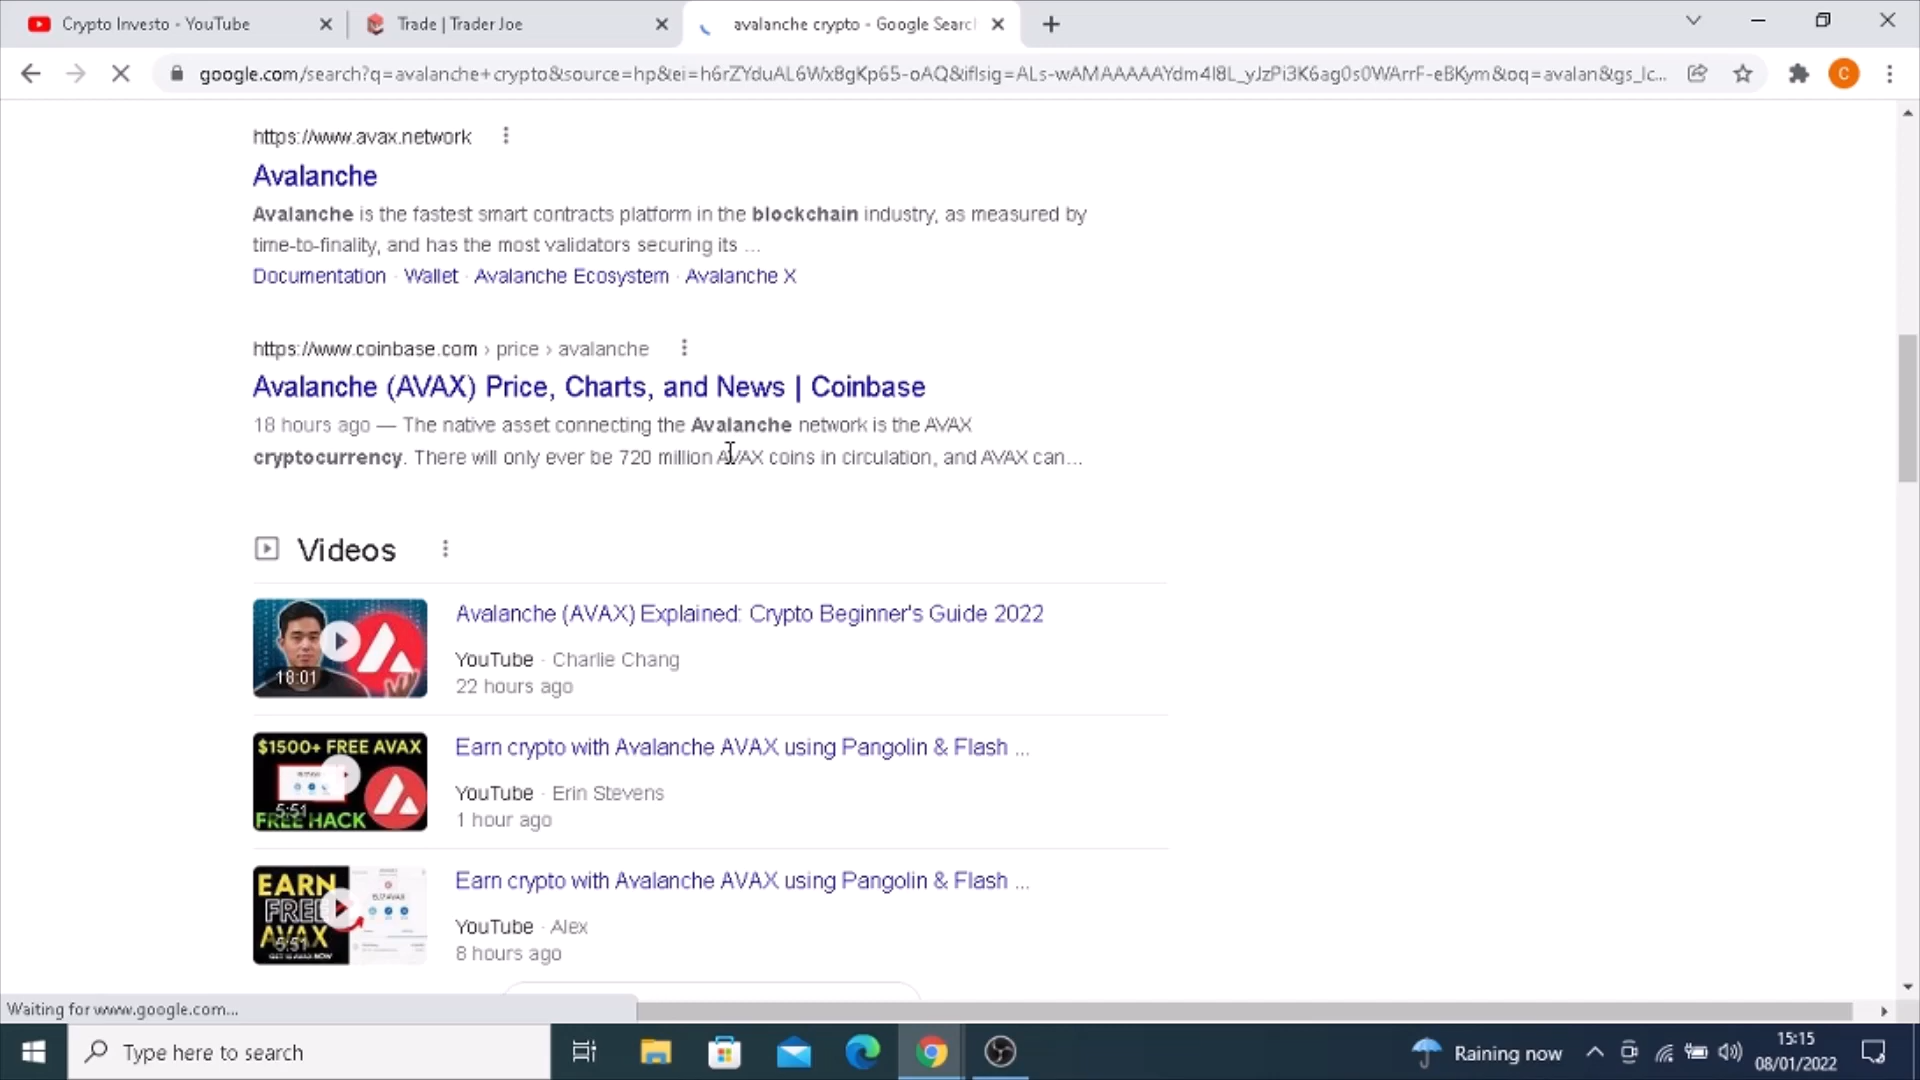 Crypto Investo - YouTube
Trade | Trader Joe
avalanche crypto - Google Searc
google.com/search?q=avalanche+crypto&source=hp&ei=h6rZYduAL6Wx8gKp65-oAQ&iflsig=ALs-wAMAAAAAYdm4I8L_yJzPi3K6ag0s0WArrF-eBKym&oq=avalan&gs_lc...
C
https://www.avax.network
Avalanche
Avalanche is the fastest smart contracts platform in the blockchain industry, as measured by
time-to-finality, and has the most validators securing its ...
Documentation · Wallet · Avalanche Ecosystem · Avalanche X
https://www.coinbase.com › price › avalanche
Avalanche (AVAX) Price, Charts, and News | Coinbase
18 hours ago — The native asset connecting the Avalanche network is the AVAX
cryptocurrency. There will only ever be 720 million AVAX coins in circulation, and AVAX can...
Videos
Avalanche (AVAX) Explained: Crypto Beginner's Guide 2022
YouTube · Charlie Chang
22 hours ago
18:01
$1500+ FREE AVAX
5:51
FREE HACK
Earn crypto with Avalanche AVAX using Pangolin & Flash ...
YouTube · Erin Stevens
1 hour ago
EARN
FREE
AVAX
5:51
Earn crypto with Avalanche AVAX using Pangolin & Flash ...
YouTube · Alex
8 hours ago
Waiting for www.google.com...
Type here to search
Raining now
15:15
08/01/2022